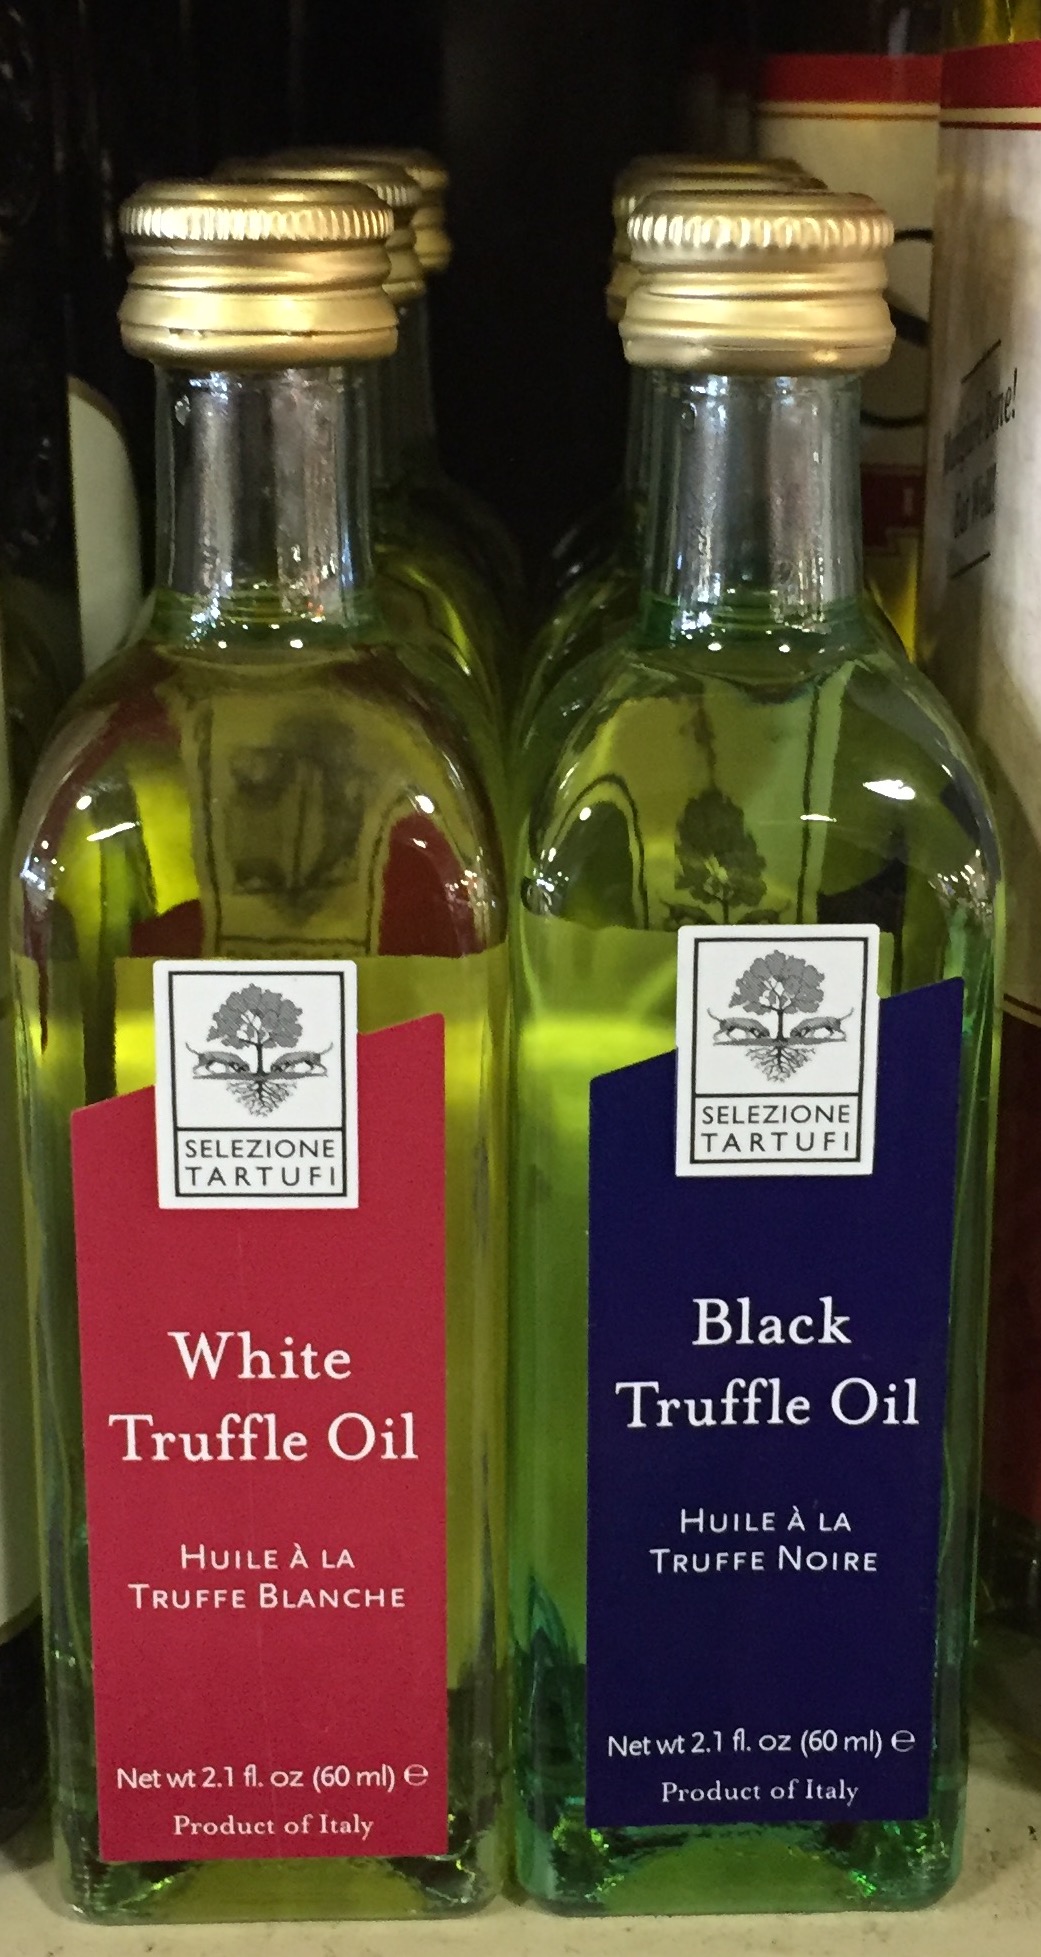 SELEZIONE
TARTUFI
White
Truffle Oil
HUILE À LA
TRUFFE BLANCHE
Net wt 2.1 fl. oz (60 ml) ℮
Product of Italy
SELEZIONE
TARTUFI
Black
Truffle Oil
HUILE À LA
TRUFFE NOIRE
Net wt 2.1 fl. oz (60 ml) ℮
Product of Italy